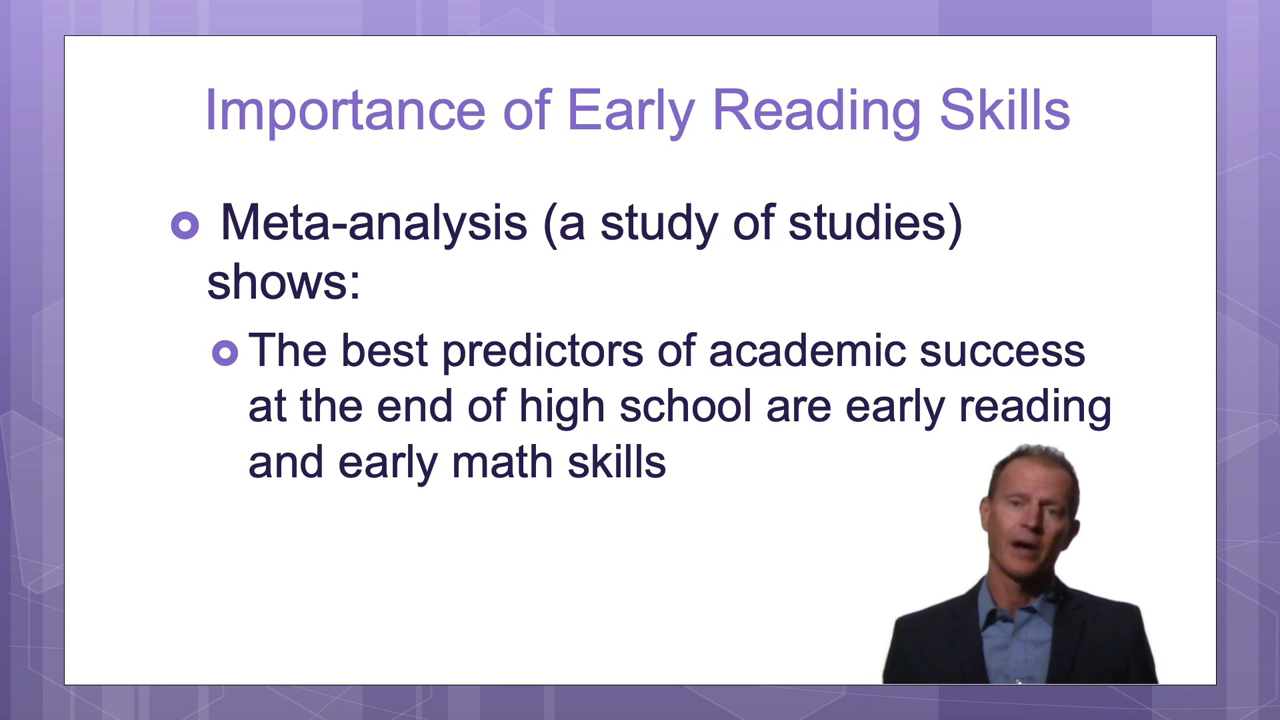 Importance of Early Reading Skills
Meta-analysis (a study of studies)
shows:
The best predictors of academic success
at the end of high school are early reading
and early math skills